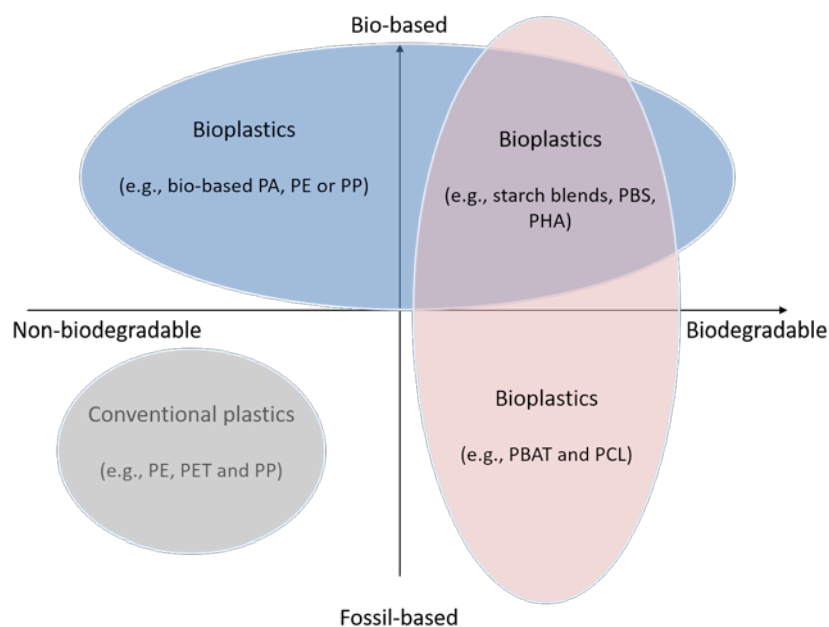 Bio-based
Bioplastics
(e.g., bio-based PA, PE or PP)
Bioplastics
(e.g., starch blends, PBS,
PHA)
Non-biodegradable
Biodegradable
Conventional plastics
(e.g., PE, PET and PP)
Bioplastics
(e.g., PBAT and PCL)
Fossil-based